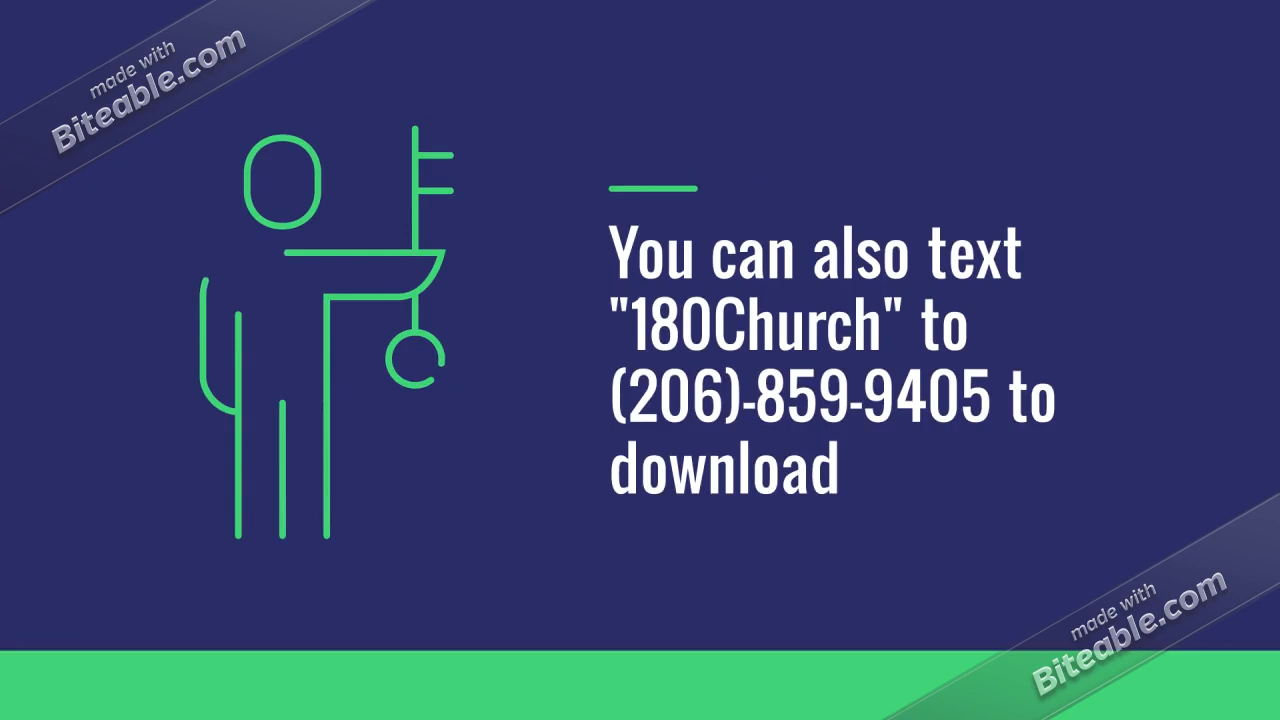 made with
Biteable.com
You can also text
"180Church" to
(206)-859-9405 to
download
made with
Biteable.com